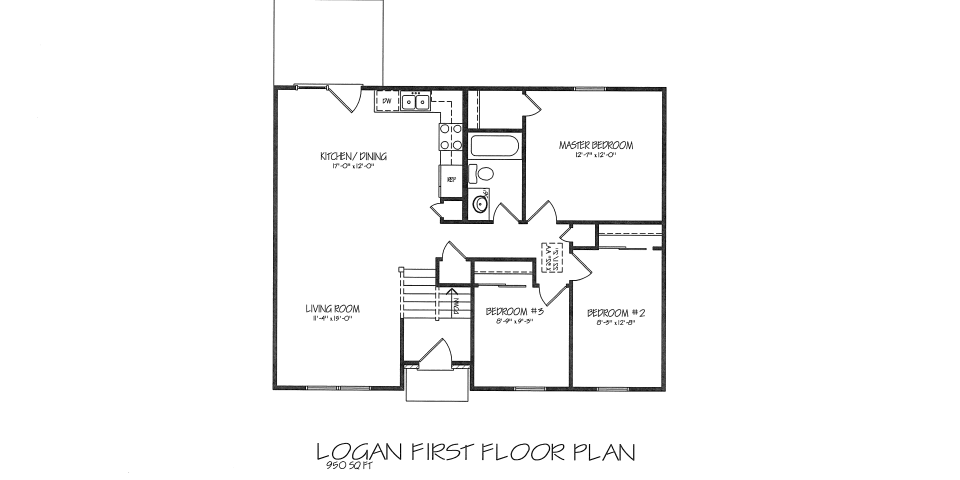 DW
KITCHEN/ DINING
17'-0" x 12'-0"
REF
MASTER BEDROOM
12'-7" x 12'-0"
LIVING ROOM
11'-4" x 15'-0"
DOWN
BEDROOM #3
8'-9" x 9'-5"
BEDROOM #2
8'-5" x 12'-8"
LOGAN FIRST FLOOR PLAN
950 SQ FT